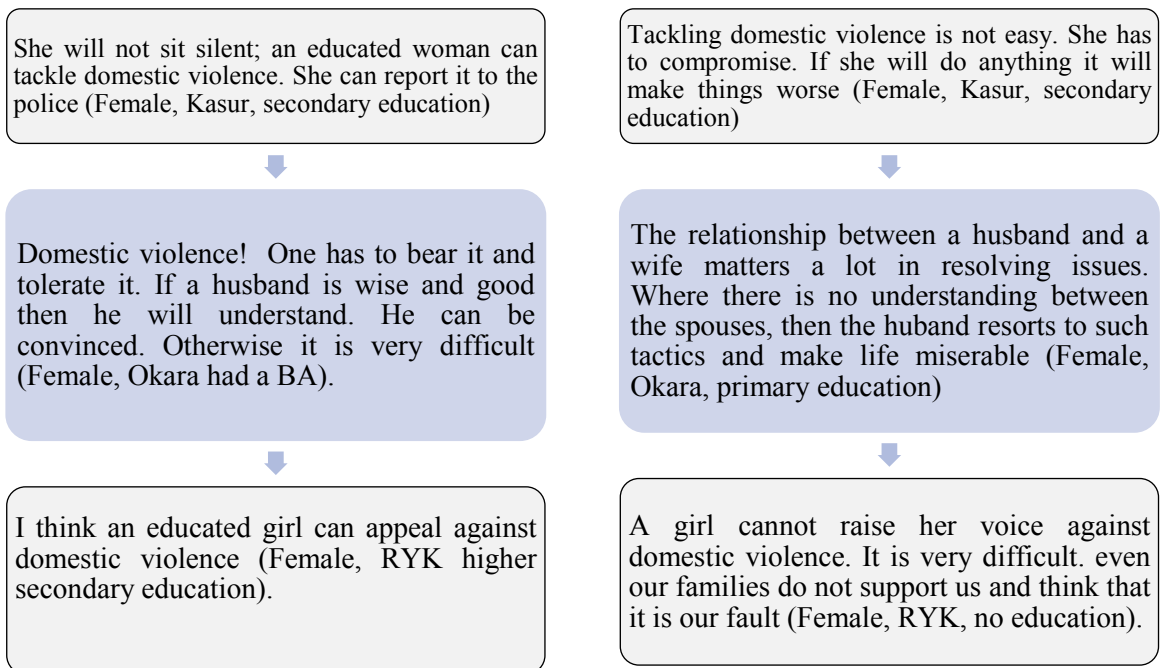 She will not sit silent; an educated woman can
tackle domestic violence. She can report it to the
police (Female, Kasur, secondary education)
Domestic violence! One has to bear it and
tolerate it. If a husband is wise and good
then he will understand. He can be
convinced. Otherwise it is very difficult
(Female, Okara had a BA).
I think an educated girl can appeal against
domestic violence (Female, RYK higher
secondary education).
Tackling domestic violence is not easy. She has
to compromise. If she will do anything it will
make things worse (Female, Kasur, secondary
education)
The relationship between a husband and a
wife matters a lot in resolving issues.
Where there is no understanding between
the spouses, then the huband resorts to such
tactics and make life miserable (Female,
Okara, primary education)
A girl cannot raise her voice against
domestic violence. It is very difficult. even
our families do not support us and think that
it is our fault (Female, RYK, no education).